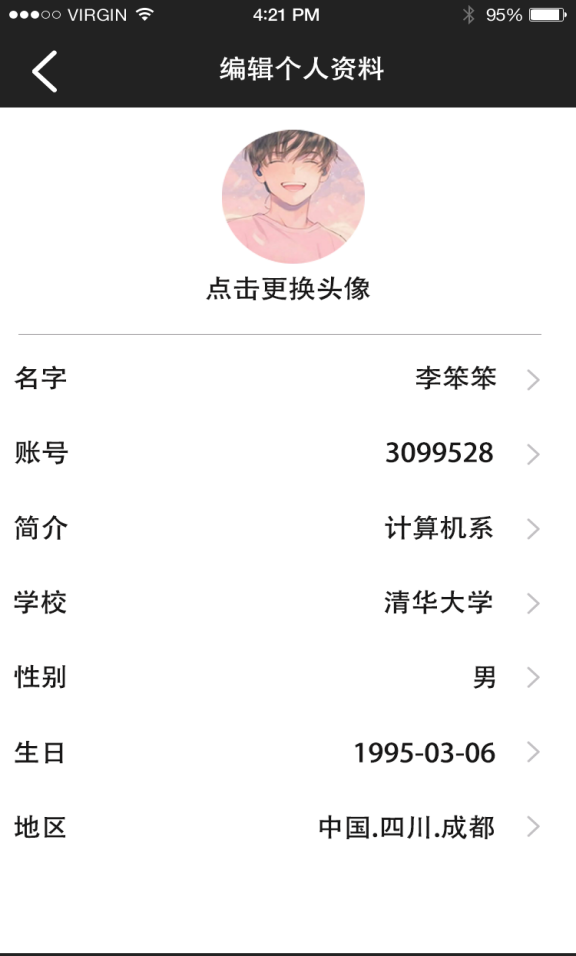 VIRGIN 4:21 PM 95%
编辑个人资料
点击更换头像
名字 李笨笨
账号 3099528
简介 计算机系
学校 清华大学
性别 男
生日 1995-03-06
地区 中国.四川.成都